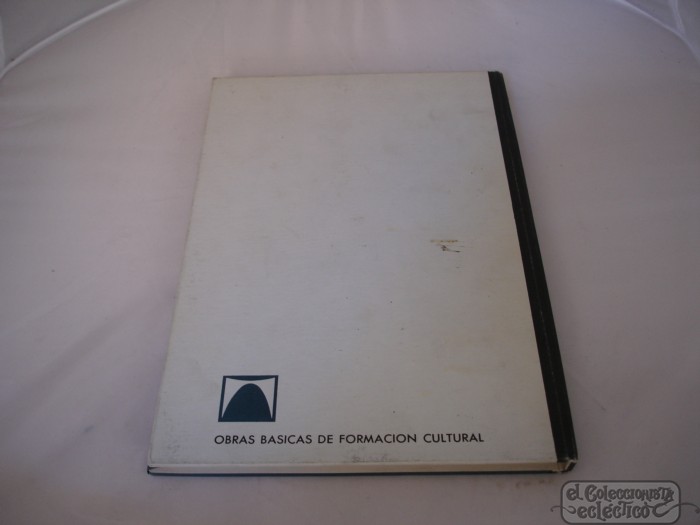 OBRAS BASICAS DE FORMACION CULTURAL
el Coleccionista
ecléctico